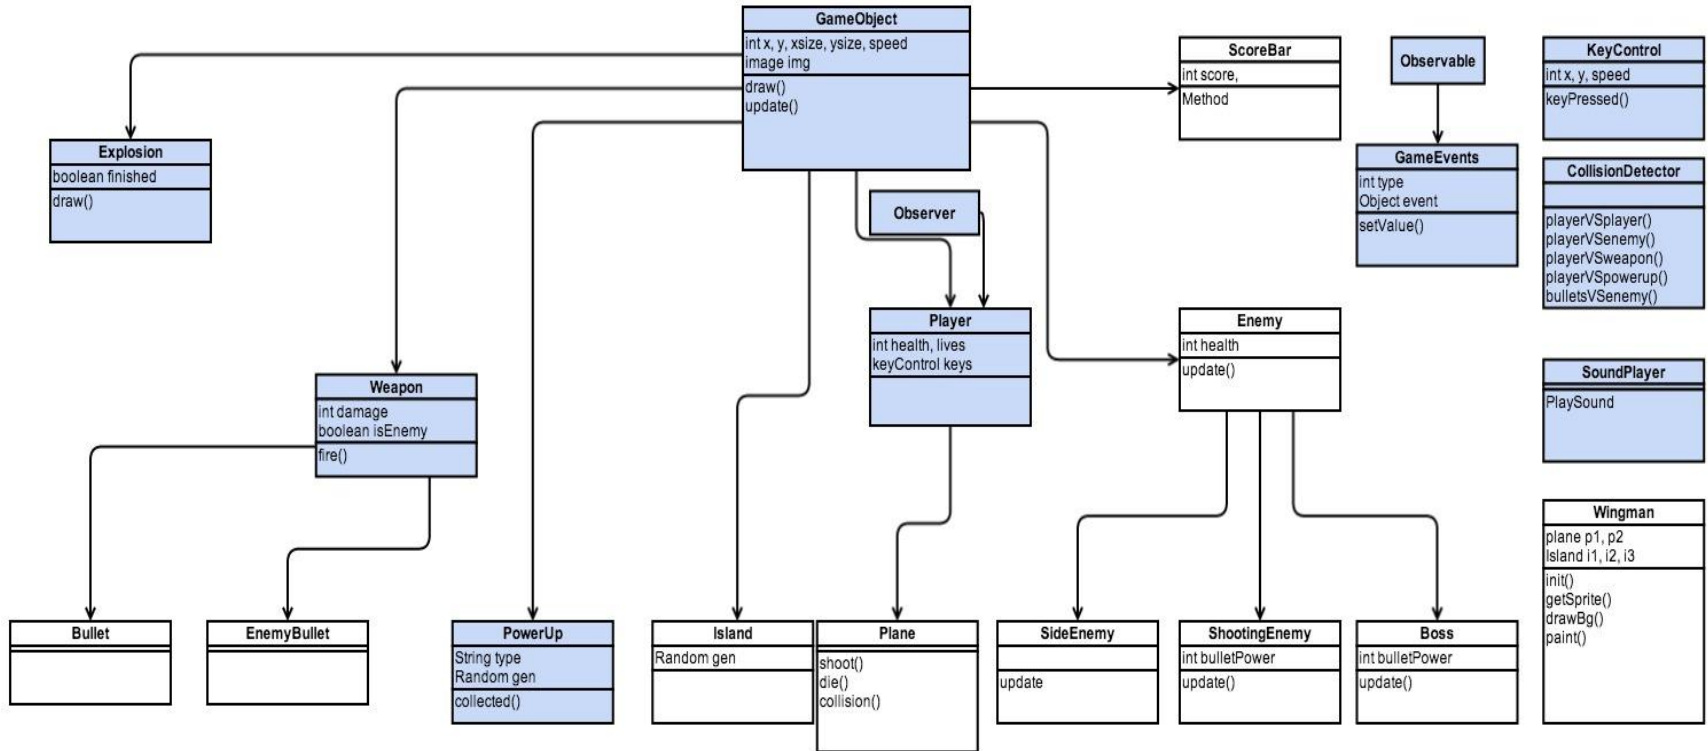 GameObject
int x, y, xsize, ysize, speed
image img
draw()
update()
ScoreBar
int score,
Method
Observable
KeyControl
int x, y, speed
keyPressed()
Explosion
boolean finished
draw()
GameEvents
int type
Object event
setValue()
CollisionDetector
playerVSplayer()
playerVSenemy()
playerVSweapon()
playerVSpowerup()
bulletsVSenemy()
Observer
Player
int health, lives
keyControl keys
Enemy
int health
update()
Weapon
int damage
boolean isEnemy
fire()
SoundPlayer
PlaySound
Wingman
plane p1, p2
Island i1, i2, i3
init()
getSprite()
drawBg()
paint()
Bullet
EnemyBullet
PowerUp
String type
Random gen
collected()
Island
Random gen
Plane
shoot()
die()
collision()
SideEnemy
update
ShootingEnemy
int bulletPower
update()
Boss
int bulletPower
update()